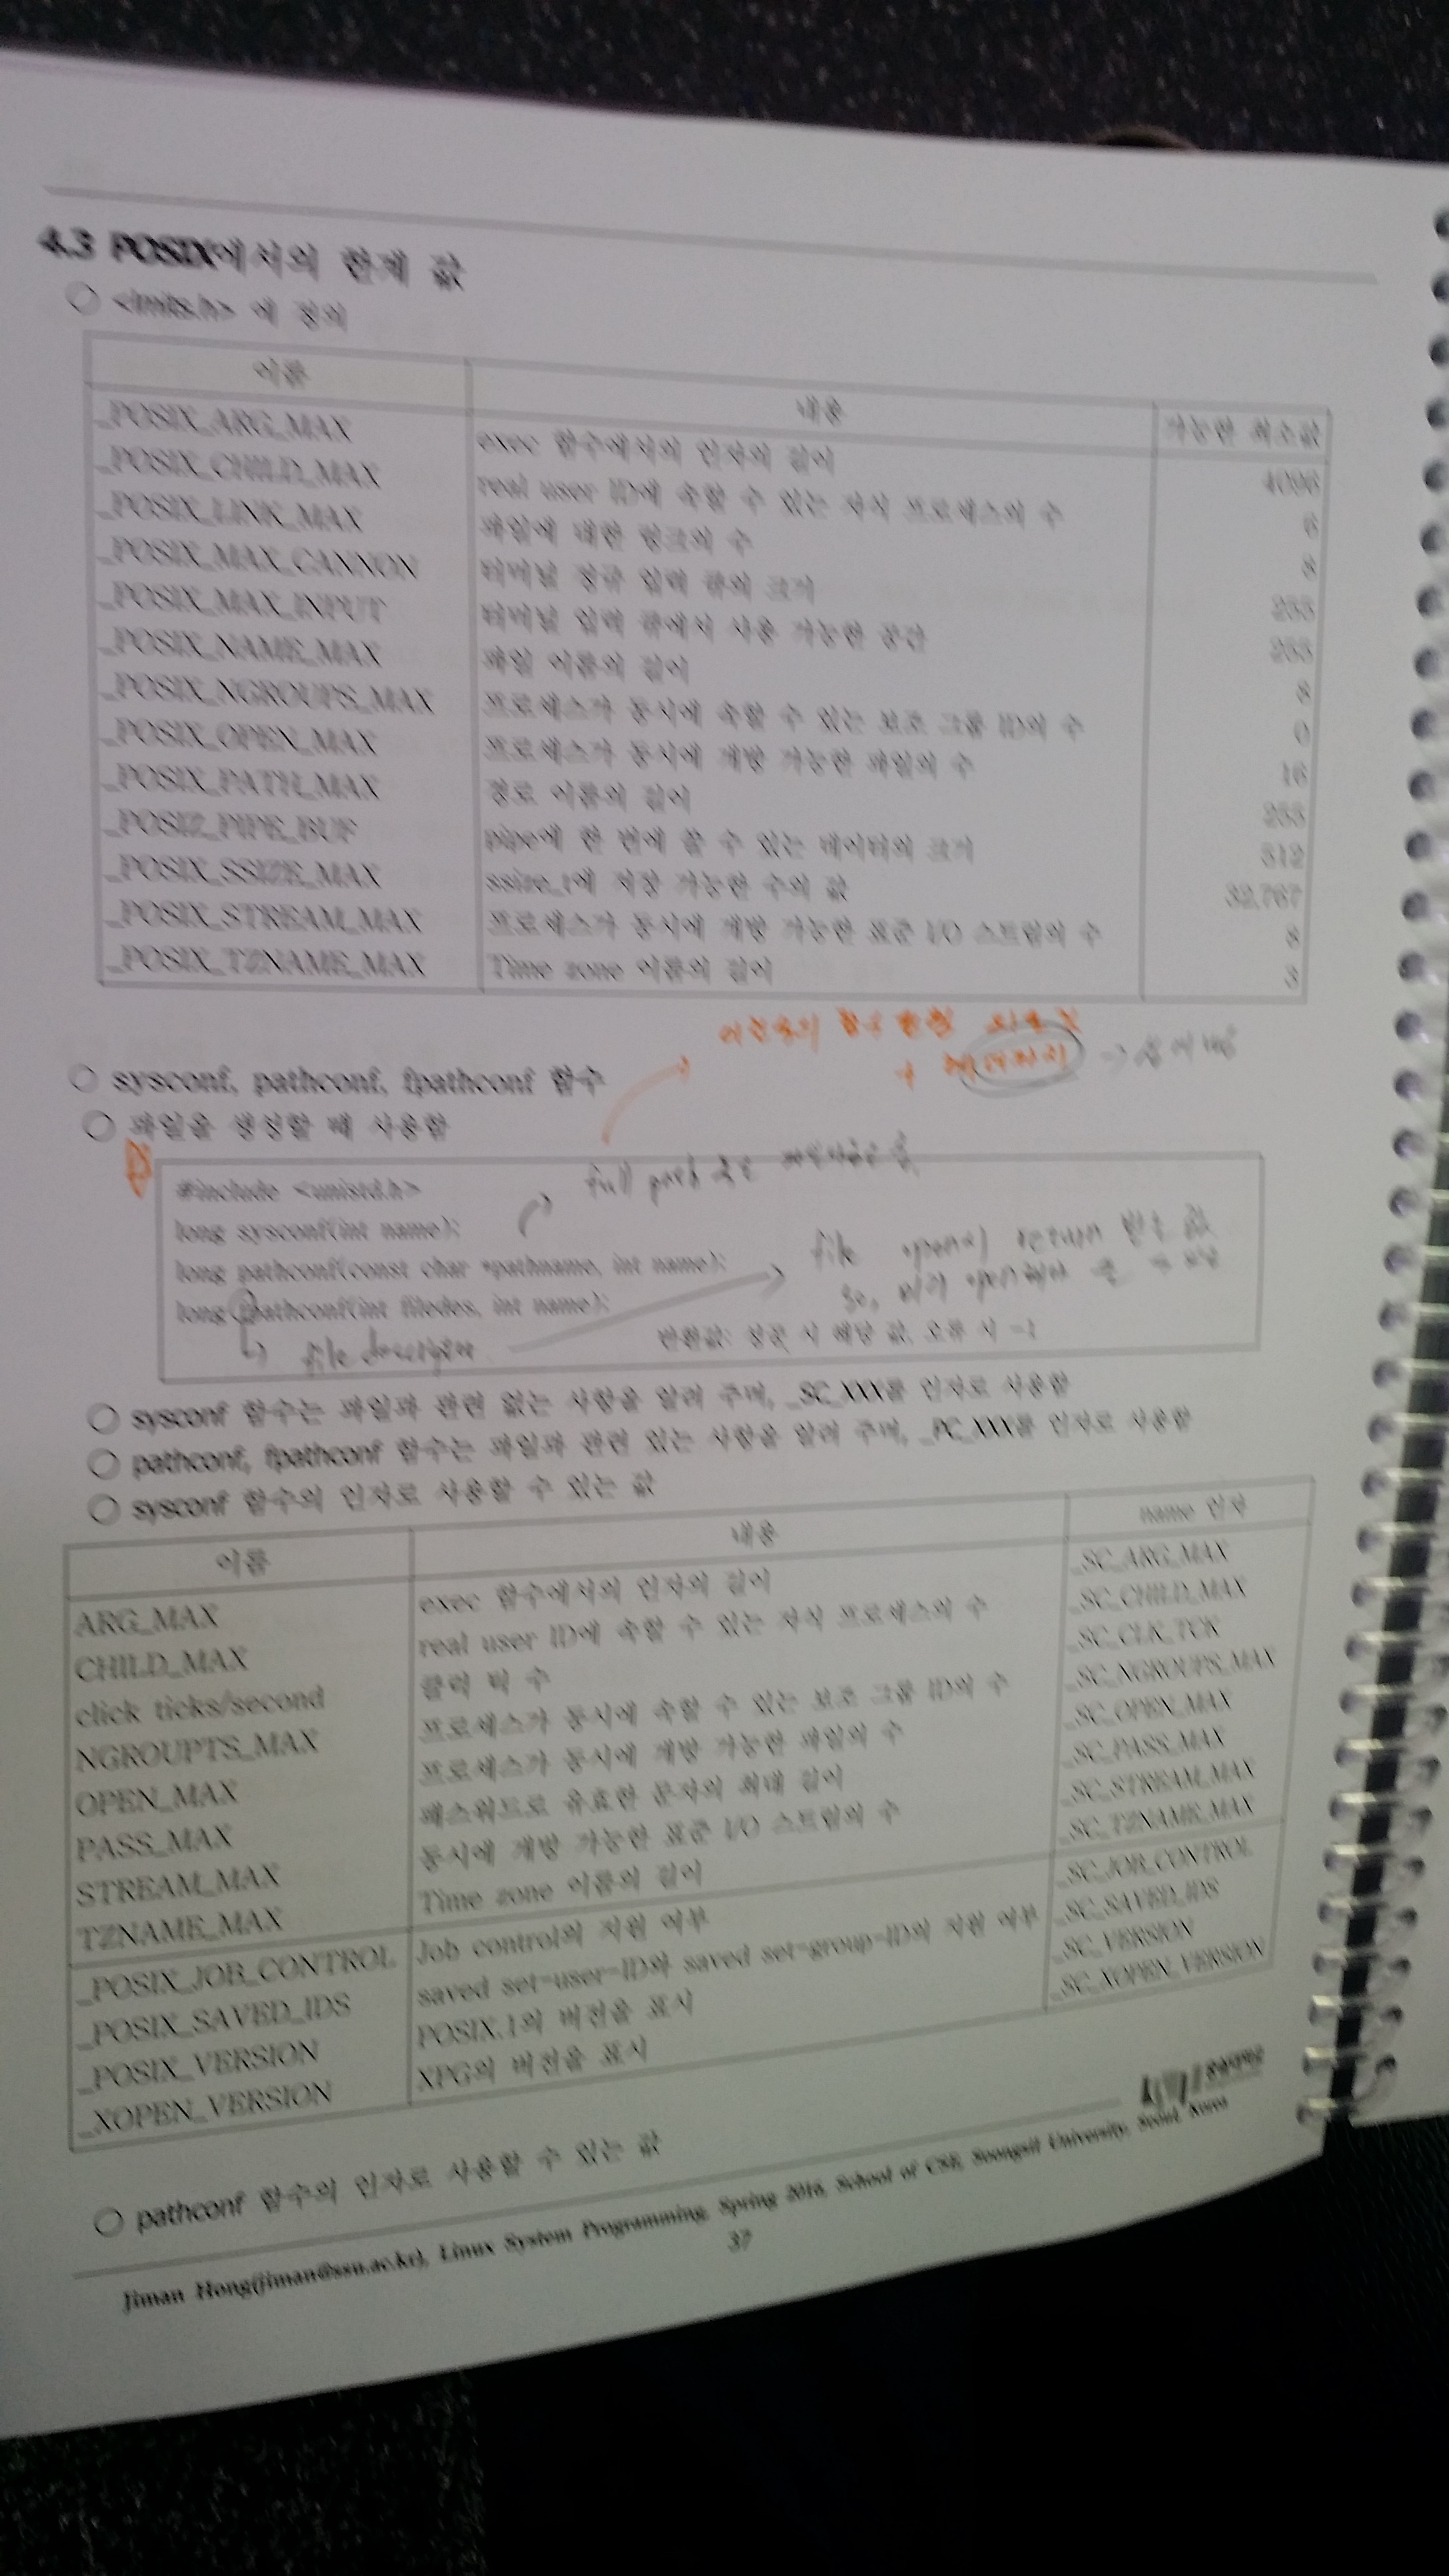 4.3 POSIX에서의 한계 값
○ <limits.h> 에 정의
이름 내용 가능한 최소값
_POSIX_ARG_MAX exec 함수에서의 인자의 길이 4096
_POSIX_CHILD_MAX real user ID에 속할 수 있는 자식 프로세스의 수 6
_POSIX_LINK_MAX 파일에 대한 링크의 수 8
_POSIX_MAX_CANNON 터미널 정규 입력 큐의 크기 255
_POSIX_MAX_INPUT 터미널 입력 큐에서 사용 가능한 공간 255
_POSIX_NAME_MAX 파일 이름의 길이 8
_POSIX_NGROUPS_MAX 프로세스가 동시에 속할 수 있는 보조 그룹 ID의 수 0
_POSIX_OPEN_MAX 프로세스가 동시에 개방 가능한 파일의 수 16
_POSIX_PATH_MAX 경로 이름의 길이 255
_POSIZ_PIPE_BUF pipe에 한 번에 쓸 수 있는 데이터의 크기 512
_POSIX_SSIZE_MAX ssize_t에 저장 가능한 수의 값 32,767
_POSIX_STREAM_MAX 프로세스가 동시에 개방 가능한 표준 I/O 스트림의 수 8
_POSIX_TZNAME_MAX Time zone 이름의 길이 3
○ sysconf, pathconf, fpathconf 함수
○ 파일을 생성할 때 사용함
full path
#include <unistd.h>
long sysconf(int name);
long pathconf(const char *pathname, int name);
file open시 return 받은 값
long fpathconf(int filedes, int name);
so, 미리 open해야
file descriptor
반환값: 성공 시 해당 값, 오류 시 -1
○ sysconf 함수는 파일과 관련 없는 사항을 알려 주며, _SC_XXX를 인자로 사용함
○ pathconf, fpathconf 함수는 파일과 관련 있는 사항을 알려 주며, _PC_XXX를 인자로 사용함
○ sysconf 함수의 인자로 사용할 수 있는 값
이름 내용 name 인자
ARG_MAX exec 함수에서의 인자의 길이 _SC_ARG_MAX
CHILD_MAX real user ID에 속할 수 있는 자식 프로세스의 수 _SC_CHILD_MAX
click ticks/second 클럭 틱 수 _SC_CLK_TCK
NGROUPTS_MAX 프로세스가 동시에 속할 수 있는 보조 그룹 ID의 수 _SC_NGROUPS_MAX
OPEN_MAX 프로세스가 동시에 개방 가능한 파일의 수 _SC_OPEN_MAX
PASS_MAX 패스워드로 유효한 문자의 최대 길이 _SC_PASS_MAX
STREAM_MAX 동시에 개방 가능한 표준 I/O 스트림의 수 _SC_STREAM_MAX
TZNAME_MAX Time zone 이름의 길이 _SC_TZNAME_MAX
_POSIX_JOB_CONTROL Job control의 지원 여부 _SC_JOB_CONTROL
_POSIX_SAVED_IDS saved set-user-ID와 saved set-group-ID의 지원 여부 _SC_SAVED_IDS
_POSIX_VERSION POSIX.1의 버전을 표시 _SC_VERSION
_XOPEN_VERSION XPG의 버전을 표시 _SC_XOPEN_VERSION
○ pathconf 함수의 인자로 사용할 수 있는 값
Jiman Hong(jiman@ssu.ac.kr), Linux System Programming, Spring 2016, School of CSE, Soongsil University, Seoul, Korea
37